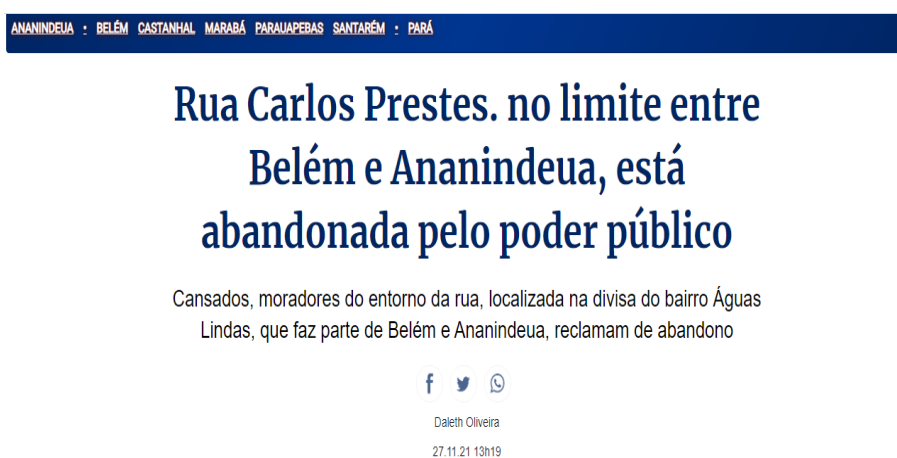 ANANINDEUA : BELÉM CASTANHAL MARABÁ PARAUAPEBAS SANTARÉM : PARÁ
Rua Carlos Prestes. no limite entre
Belém e Ananindeua, está
abandonada pelo poder público
Cansados, moradores do entorno da rua, localizada na divisa do bairro Águas
Lindas, que faz parte de Belém e Ananindeua, reclamam de abandono
Daleth Oliveira
27.11.21 13h19